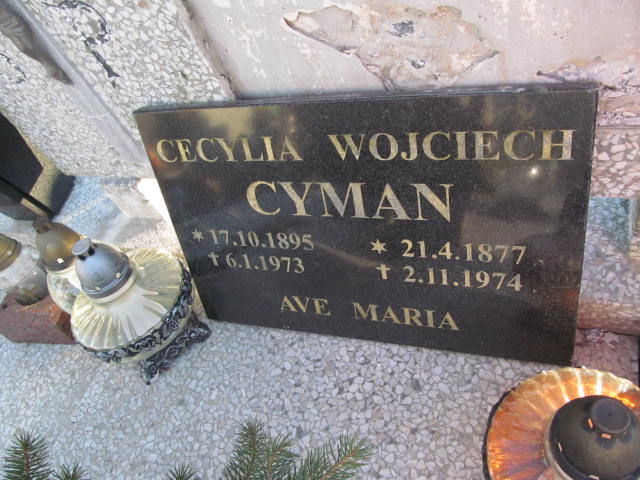 CECYLIA WOJCIECH
CYMAN
* 17.10.1895 * 21.4.1877
† 6.1.1973 † 2.11.1974
AVE MARIA